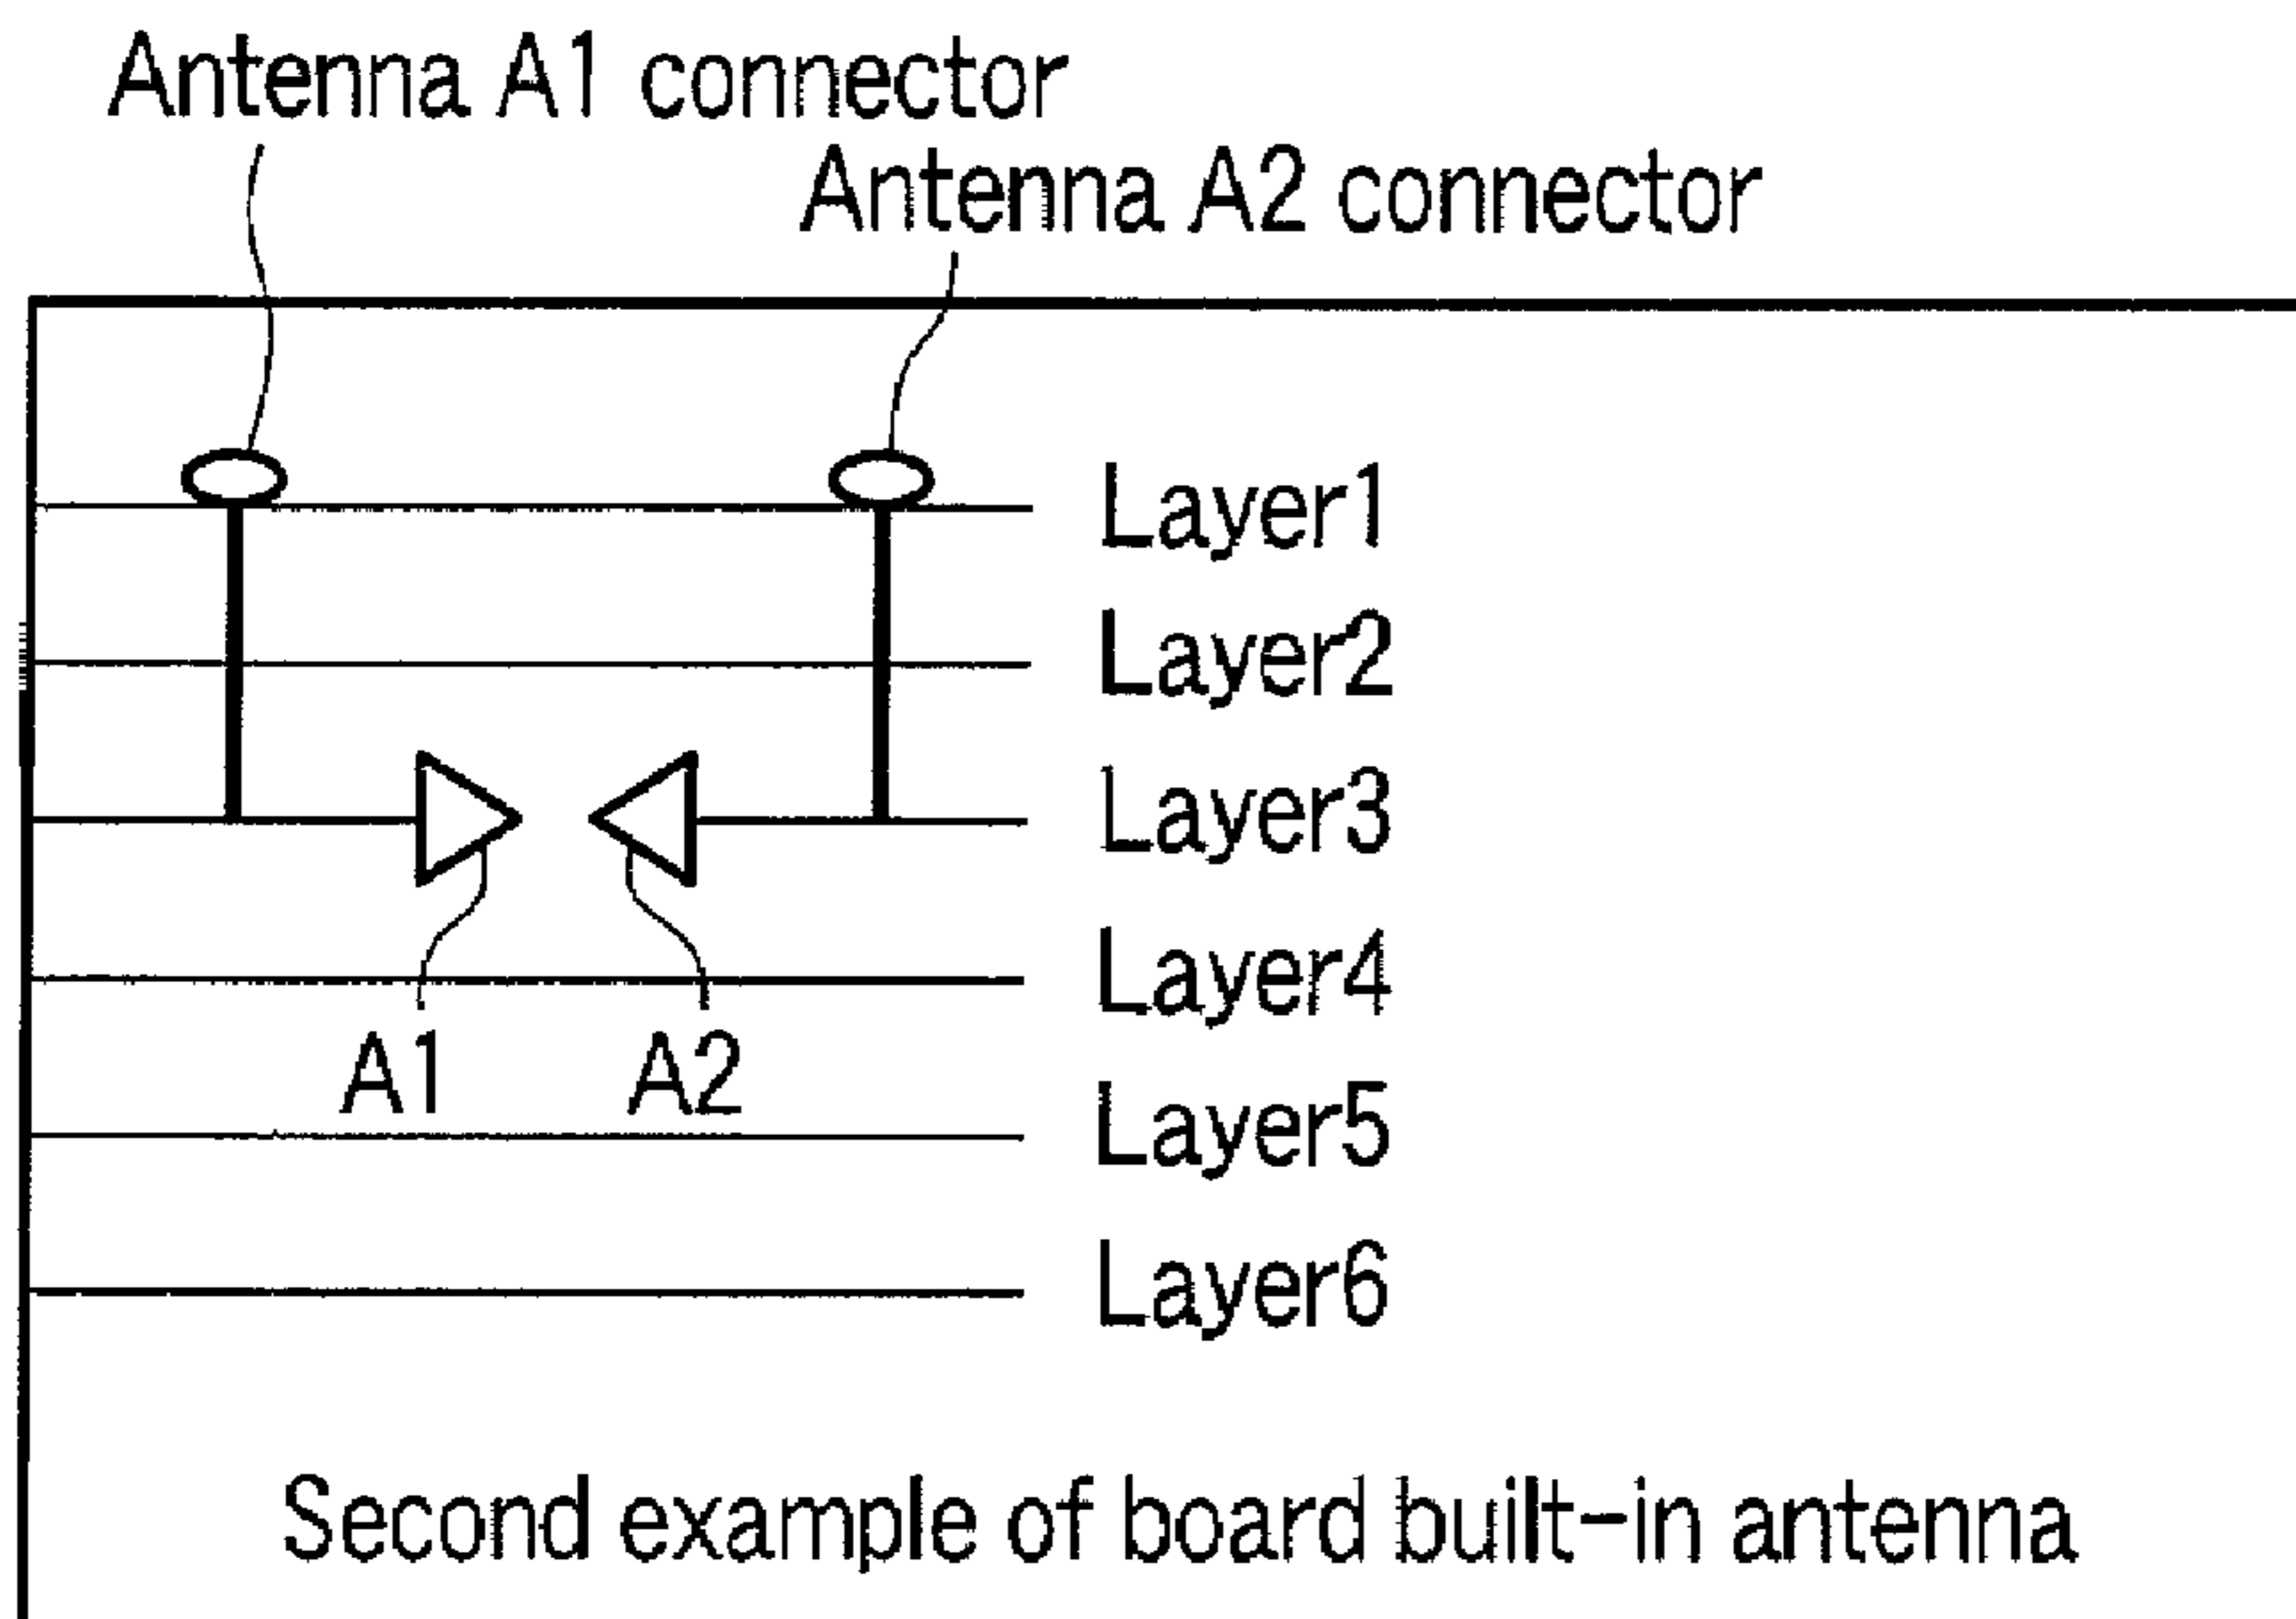 Antenna A1 connector
Antenna A2 connector
Layer1
Layer2
Layer3
Layer4
A1
A2
Layer5
Layer6
Second example of board built-in antenna